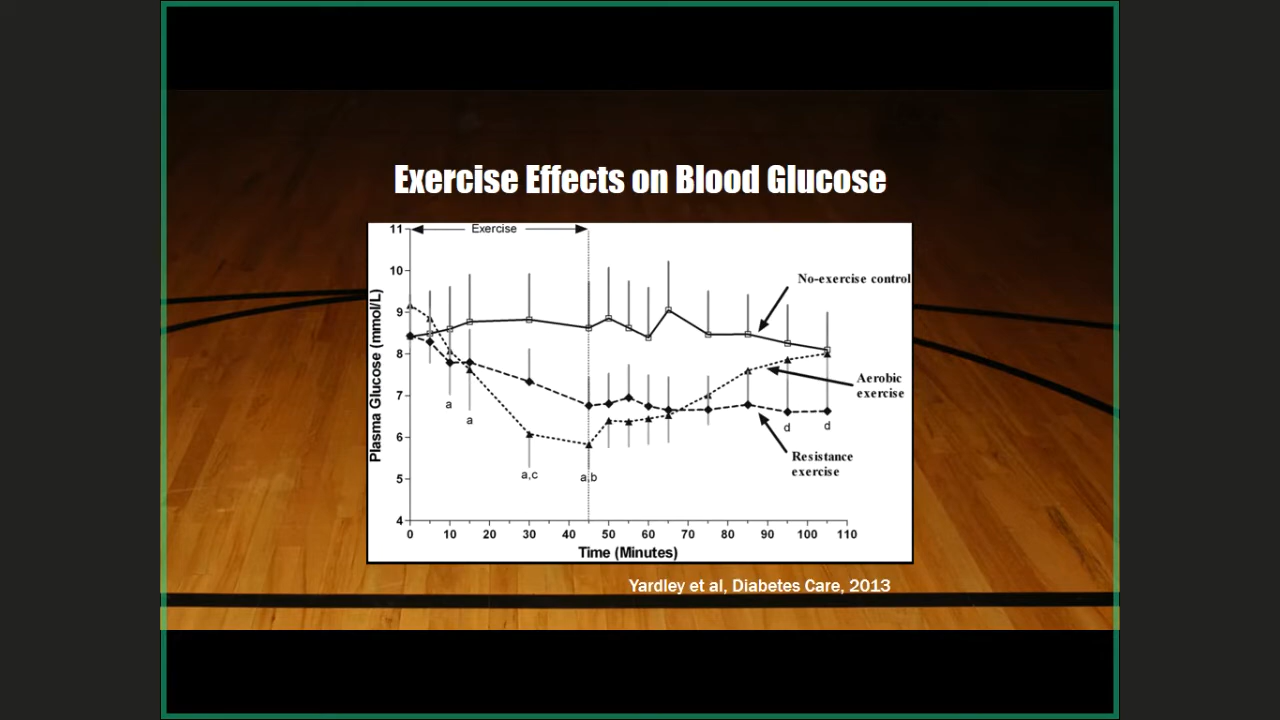 Exercise Effects on Blood Glucose
11
Exercise
10
No-exercise control
9
8
Aerobic
exercise
7
a
a
d
d
6
Resistance
exercise
a,c
a,b
5
4
Plasma Glucose (mmol/L)
0 10 20 30 40 50 60 70 80 90 100 110
Time (Minutes)
Yardley et al, Diabetes Care, 2013